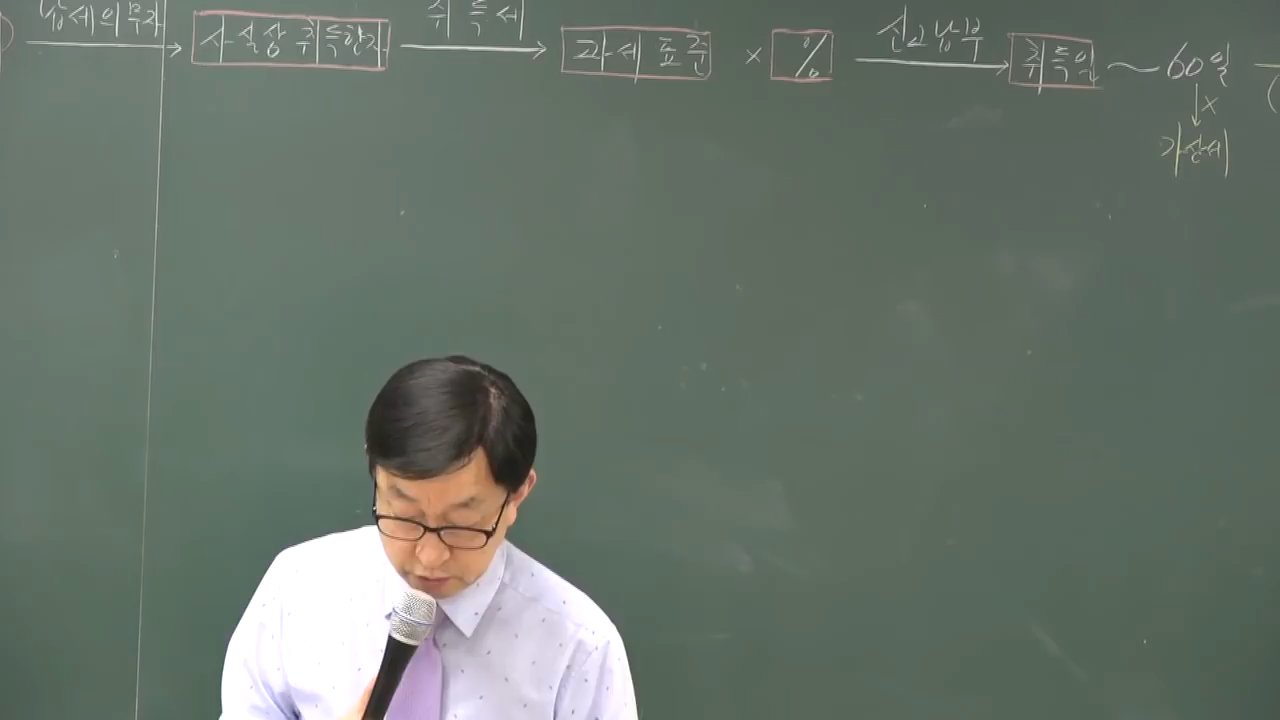 납세의무자 → 사실상 취득한자 취득세 → 과세표준 × % 신고납부 → 취득일 ~ 60일
↓ ×
가산세